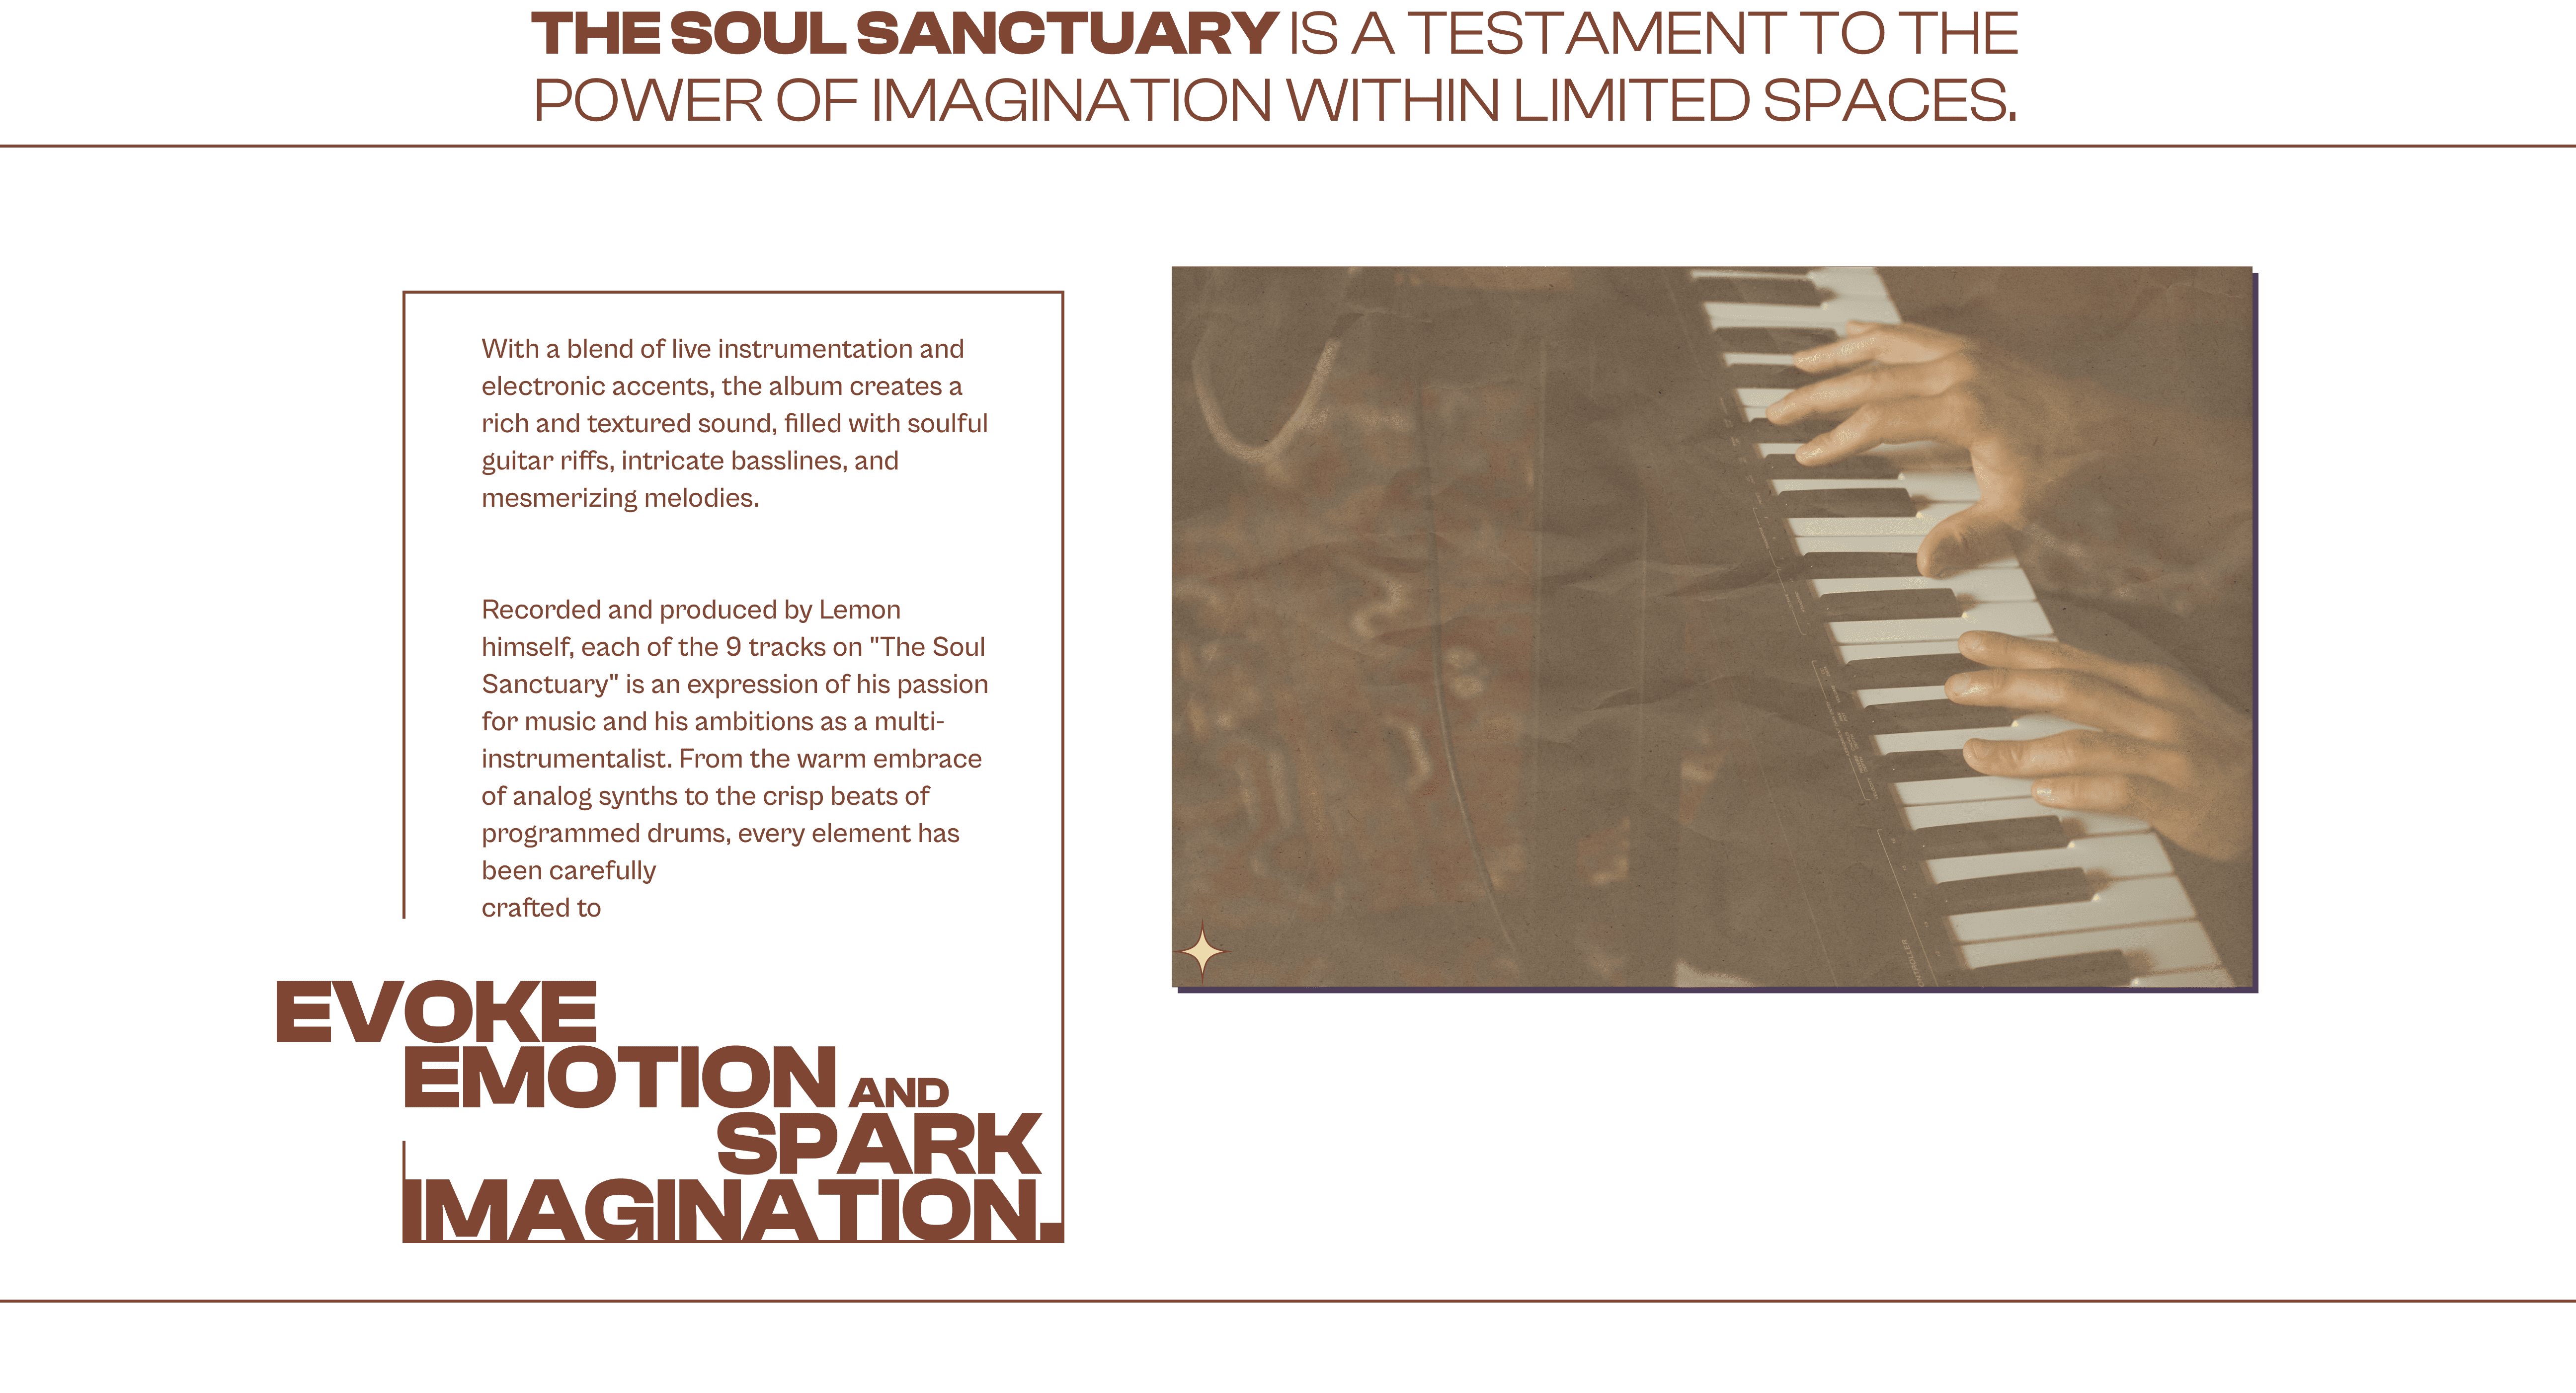 THE SOUL SANCTUARY IS A TESTAMENT TO THE
POWER OF IMAGINATION WITHIN LIMITED SPACES.
With a blend of live instrumentation and
electronic accents, the album creates a
rich and textured sound, filled with soulful
guitar riffs, intricate basslines, and
mesmerizing melodies.
Recorded and produced by Lemon
himself, each of the 9 tracks on "The Soul
Sanctuary" is an expression of his passion
for music and his ambitions as a multi-
instrumentalist. From the warm embrace
of analog synths to the crisp beats of
programmed drums, every element has
been carefully
crafted to
EVOKE
EMOTION AND
SPARK
IMAGINATION.